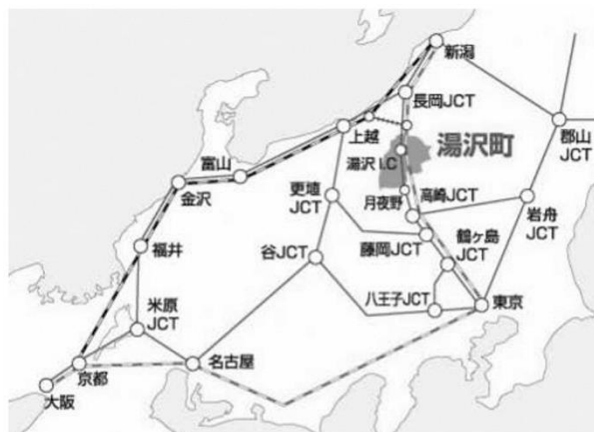 新潟
長岡JCT
上越
湯沢町
郡山
JCT
富山
湯沢I.C
金沢
更埴
JCT
月夜野
高崎JCT
岩舟
JCT
福井
谷JCT
藤岡JCT
鶴ヶ島
JCT
米原
JCT
八王子JCT
東京
名古屋
京都
大阪